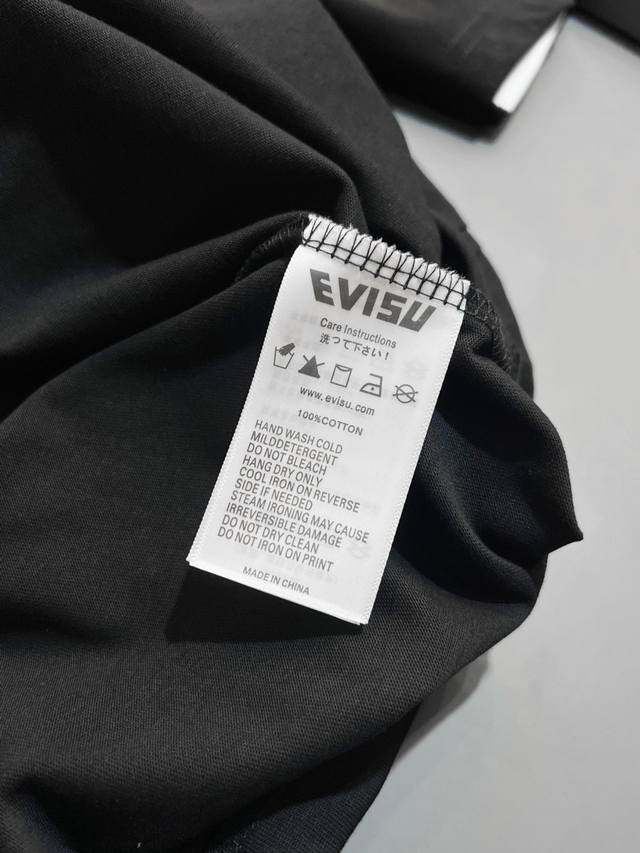 EVISU
Care Instructions
洗つて下さい！
www.evisu.com
100%COTTON
HAND WASH COLD
MILDDETERGENT
DO NOT BLEACH
HANG DRY ONLY
COOL IRON ON REVERSE
SIDE IF NEEDED
STEAM IRONING MAY CAUSE
IRREVERSIBLE DAMAGE
DO NOT DRY CLEAN
DO NOT IRON ON PRINT
MADE IN CHINA